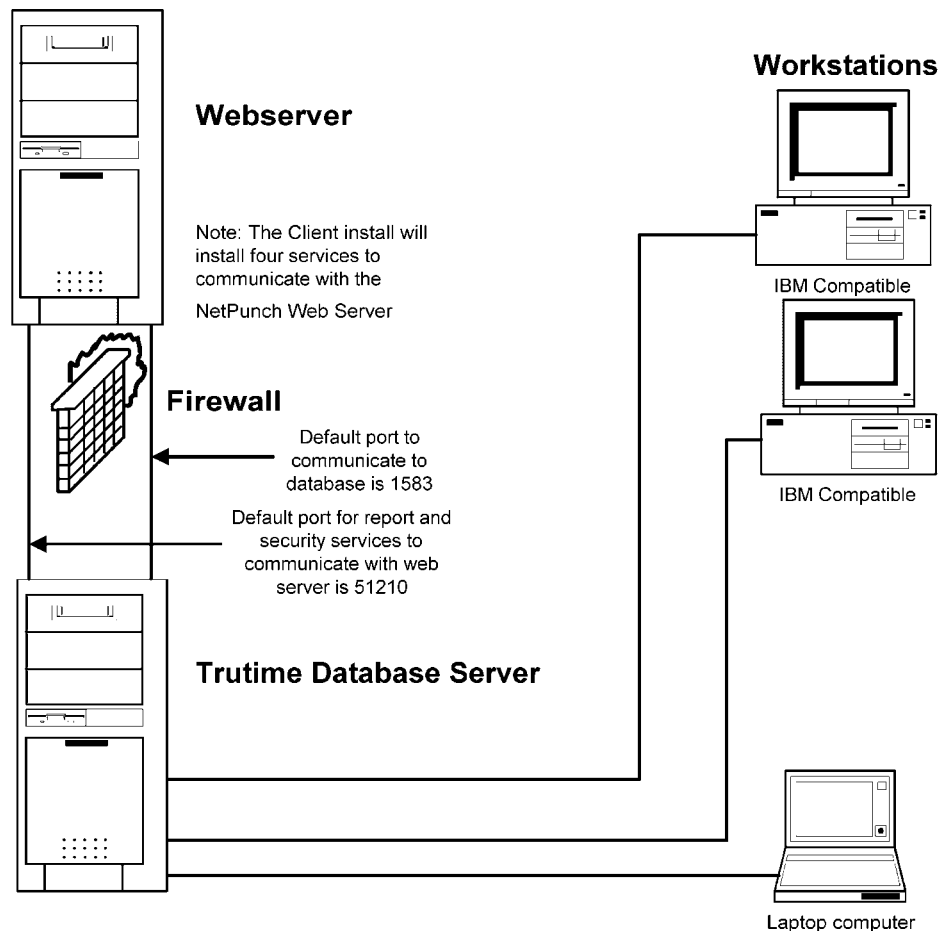 Workstations
Webserver
Note: The Client install will
install four services to
communicate with the
NetPunch Web Server
IBM Compatible
Firewall
Default port to
communicate to
database is 1583
IBM Compatible
Default port for report and
security services to
communicate with web
server is 51210
Trutime Database Server
Laptop computer